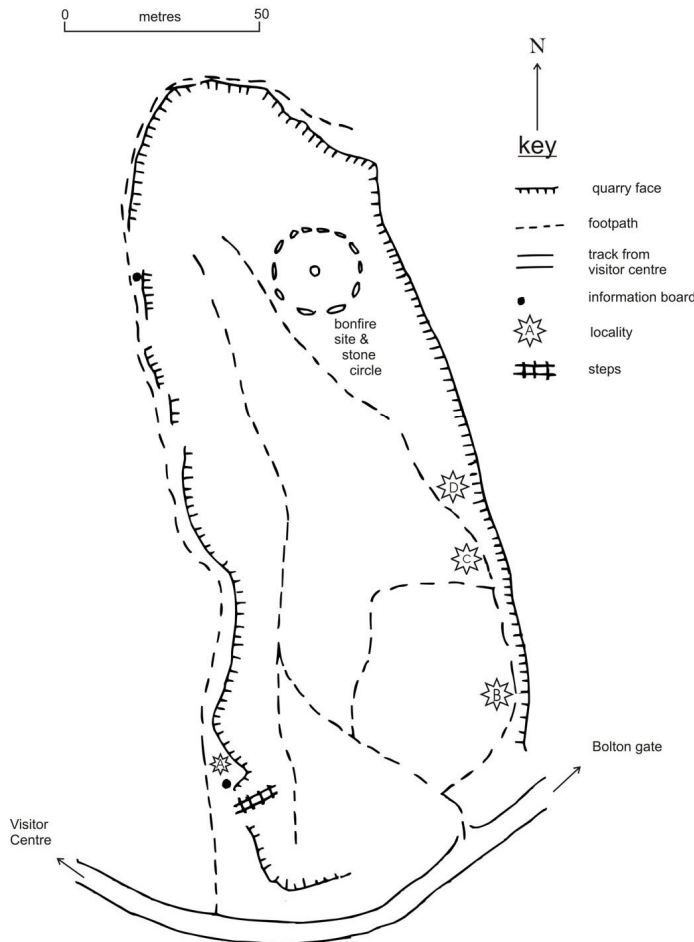 0
metres
50
N
key
quarry face
footpath
track from
visitor centre
information board
A
locality
steps
bonfire
site &
stone
circle
D
C
B
A
Bolton gate
Visitor
Centre